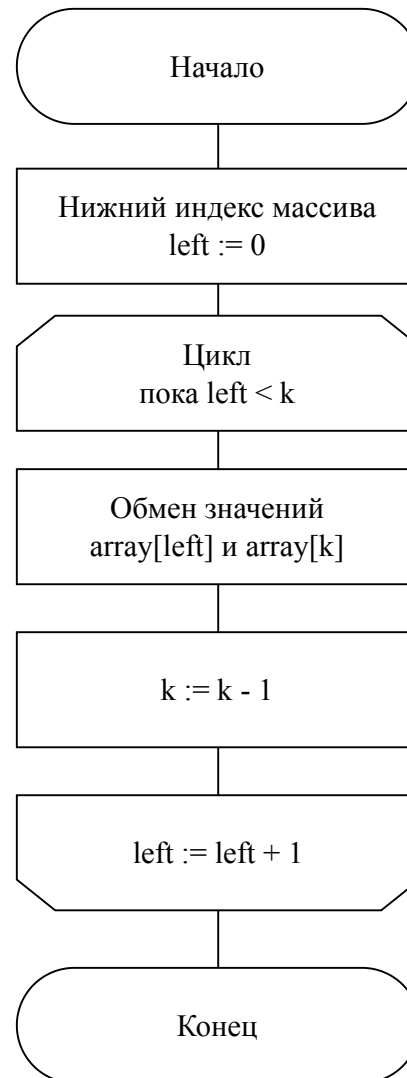 Начало
Нижний индекс массива
left := 0
Цикл
пока left < k
Обмен значений
array[left] и array[k]
k := k - 1
left := left + 1
Конец